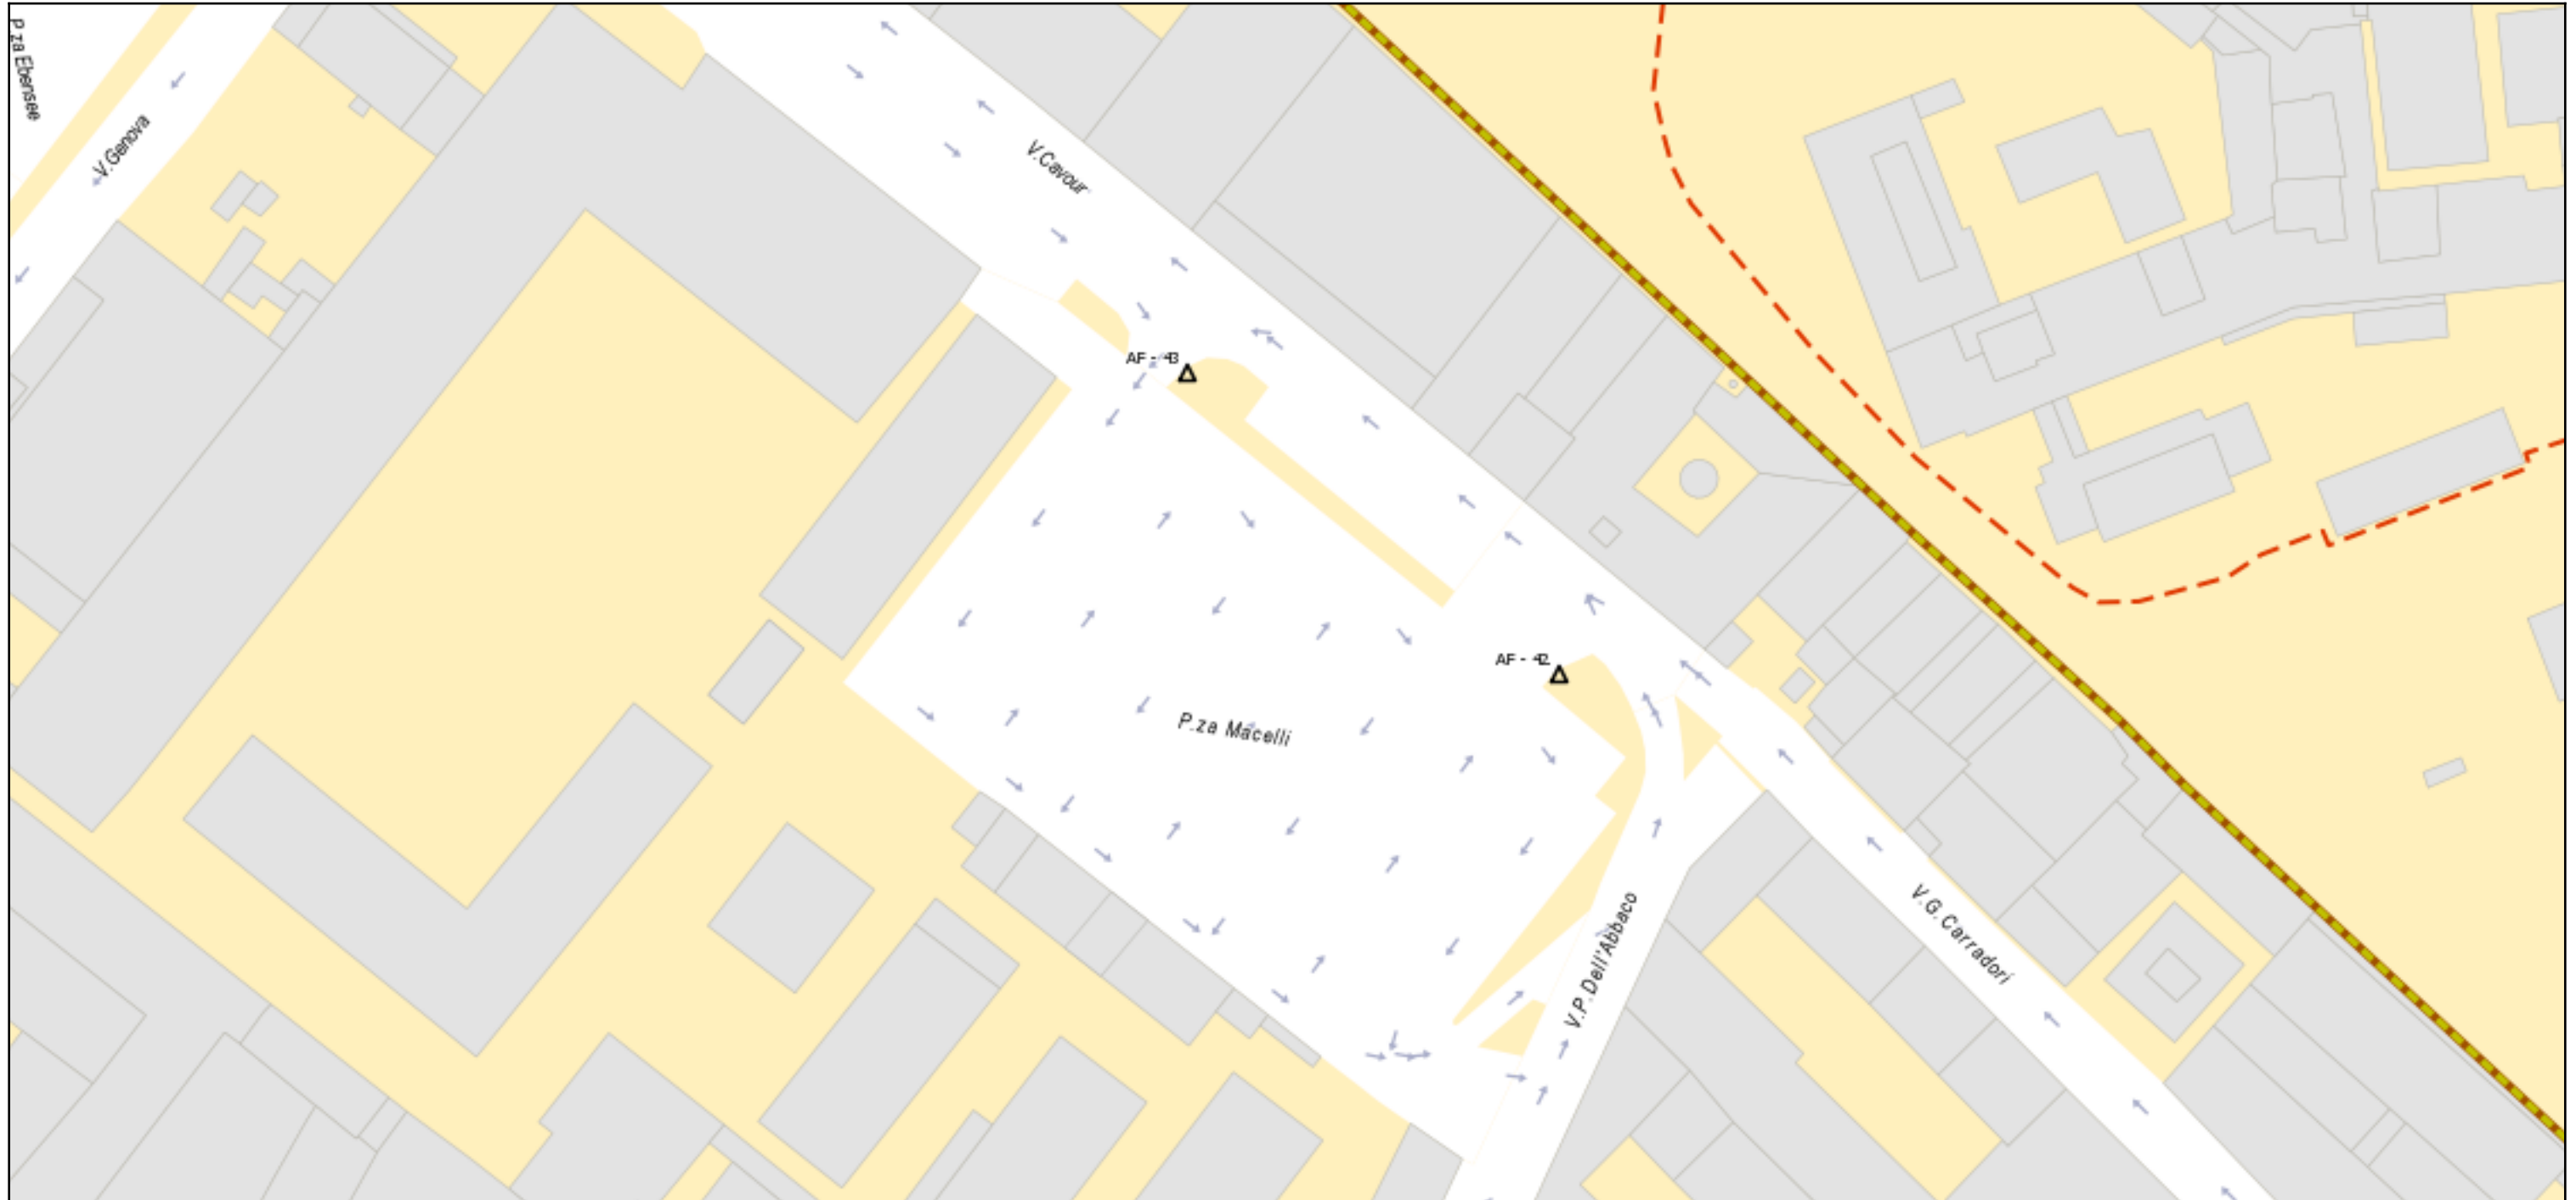 P.za Ebensee
V.Genova
V.Cavour
AF - 43
AF - 42
P.za Macelli
V.P.Dell'Abbaco
V.G.Carradori